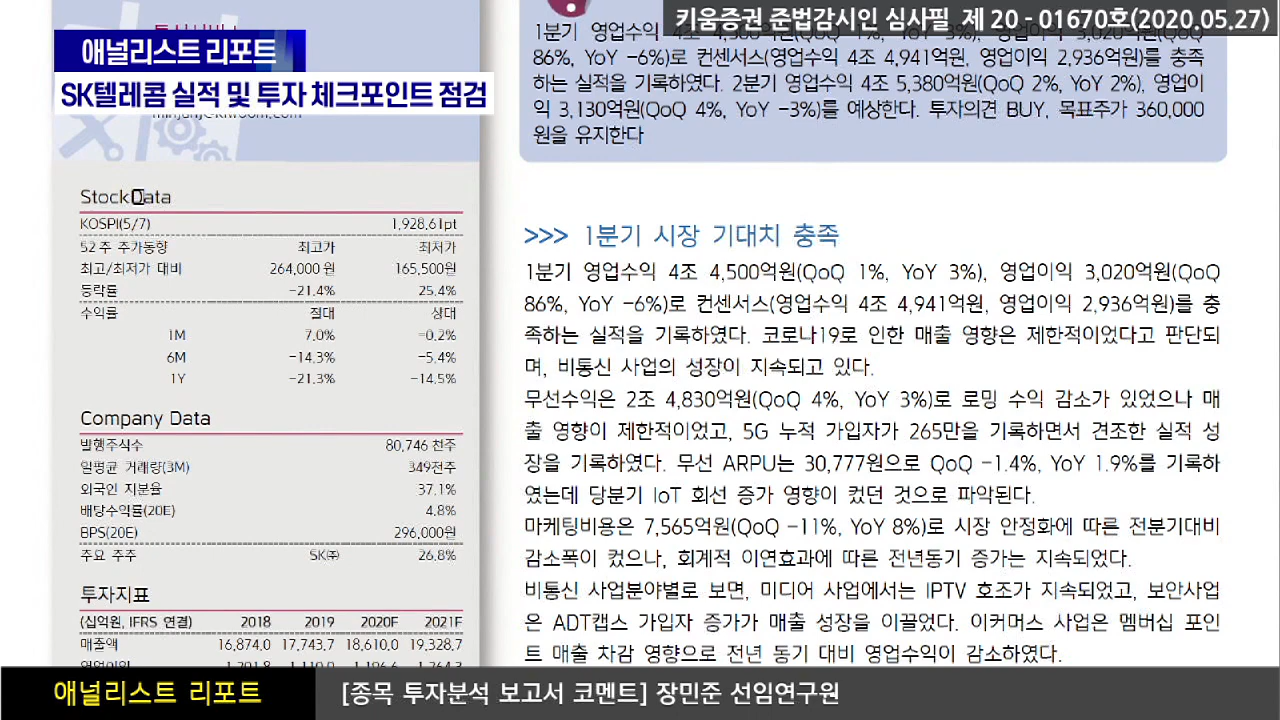 키움증권 준법감시인 심사필 제 20 - 01670호(2020.05.27)
애널리스트 리포트
SK텔레콤 실적 및 투자 체크포인트 점검
Stock Data
KOSPI(5/7) 1,928.61pt
52 주 주가동향 최고가 최저가
최고/최저가 대비 264,000 원 165,500원
등락률 -21.4% 25.4%
수익률 절대 상대
1M 7.0% -0.2%
6M -14.3% -5.4%
1Y -21.3% -14.5%
Company Data
발행주식수 80,746 천주
일평균 거래량(3M) 349천주
외국인 지분율 37.1%
배당수익률(20E) 4.8%
BPS(20E) 296,000원
주요 주주 SK㈜ 26.8%
투자지표
(십억원, IFRS 연결) 2018 2019 2020F 2021F
매출액 16,874.0 17,743.7 18,610.0 19,328.7
1분기 영업수익
86%, YoY -6%)로 컨센서스(영업수익 4조 4,941억원, 영업이익 2,936억원)를 충족
하는 실적을 기록하였다. 2분기 영업수익 4조 5,380억원(QoQ 2%, YoY 2%), 영업이
익 3,130억원(QoQ 4%, YoY -3%)를 예상한다. 투자의견 BUY, 목표주가 360,000
원을 유지한다
>>> 1분기 시장 기대치 충족
1분기 영업수익 4조 4,500억원(QoQ 1%, YoY 3%), 영업이익 3,020억원(QoQ
86%, YoY -6%)로 컨센서스(영업수익 4조 4,941억원, 영업이익 2,936억원)를 충
족하는 실적을 기록하였다. 코로나19로 인한 매출 영향은 제한적이었다고 판단되
며, 비통신 사업의 성장이 지속되고 있다.
무선수익은 2조 4,830억원(QoQ 4%, YoY 3%)로 로밍 수익 감소가 있었으나 매
출 영향이 제한적이었고, 5G 누적 가입자가 265만을 기록하면서 견조한 실적 성
장을 기록하였다. 무선 ARPU는 30,777원으로 QoQ -1.4%, YoY 1.9%를 기록하
였는데 당분기 IoT 회선 증가 영향이 컸던 것으로 파악된다.
마케팅비용은 7,565억원(QoQ -11%, YoY 8%)로 시장 안정화에 따른 전분기대비
감소폭이 컸으나, 회계적 이연효과에 따른 전년동기 증가는 지속되었다.
비통신 사업분야별로 보면, 미디어 사업에서는 IPTV 호조가 지속되었고, 보안사업
은 ADT캡스 가입자 증가가 매출 성장을 이끌었다. 이커머스 사업은 멤버십 포인
트 매출 차감 영향으로 전년 동기 대비 영업수익이 감소하였다.
애널리스트 리포트
[종목 투자분석 보고서 코멘트] 장민준 선임연구원